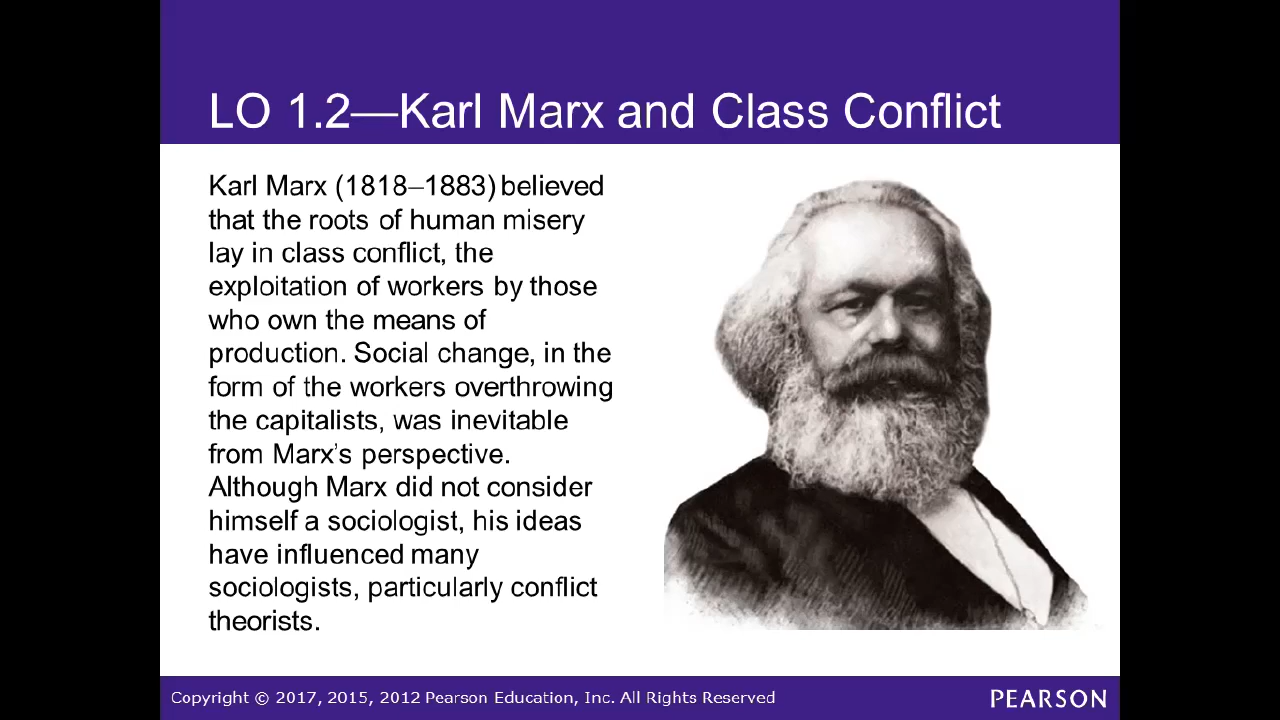 LO 1.2—Karl Marx and Class Conflict
Karl Marx (1818–1883) believed
that the roots of human misery
lay in class conflict, the
exploitation of workers by those
who own the means of
production. Social change, in the
form of the workers overthrowing
the capitalists, was inevitable
from Marx’s perspective.
Although Marx did not consider
himself a sociologist, his ideas
have influenced many
sociologists, particularly conflict
theorists.
Copyright © 2017, 2015, 2012 Pearson Education, Inc. All Rights Reserved
PEARSON